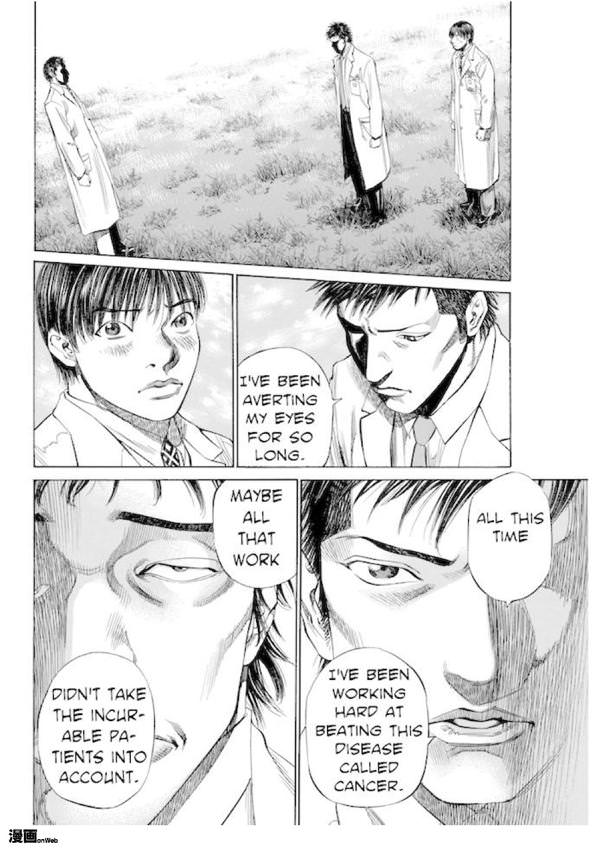 I'VE BEEN
AVERTING
MY EYES
FOR SO
LONG.
ALL THIS
TIME
I'VE BEEN
WORKING
HARD AT
BEATING THIS
DISEASE
CALLED
CANCER.
MAYBE
ALL
THAT
WORK
DIDN'T TAKE
THE INCUR-
ABLE PA-
TIENTS INTO
ACCOUNT.
漫画onWeb